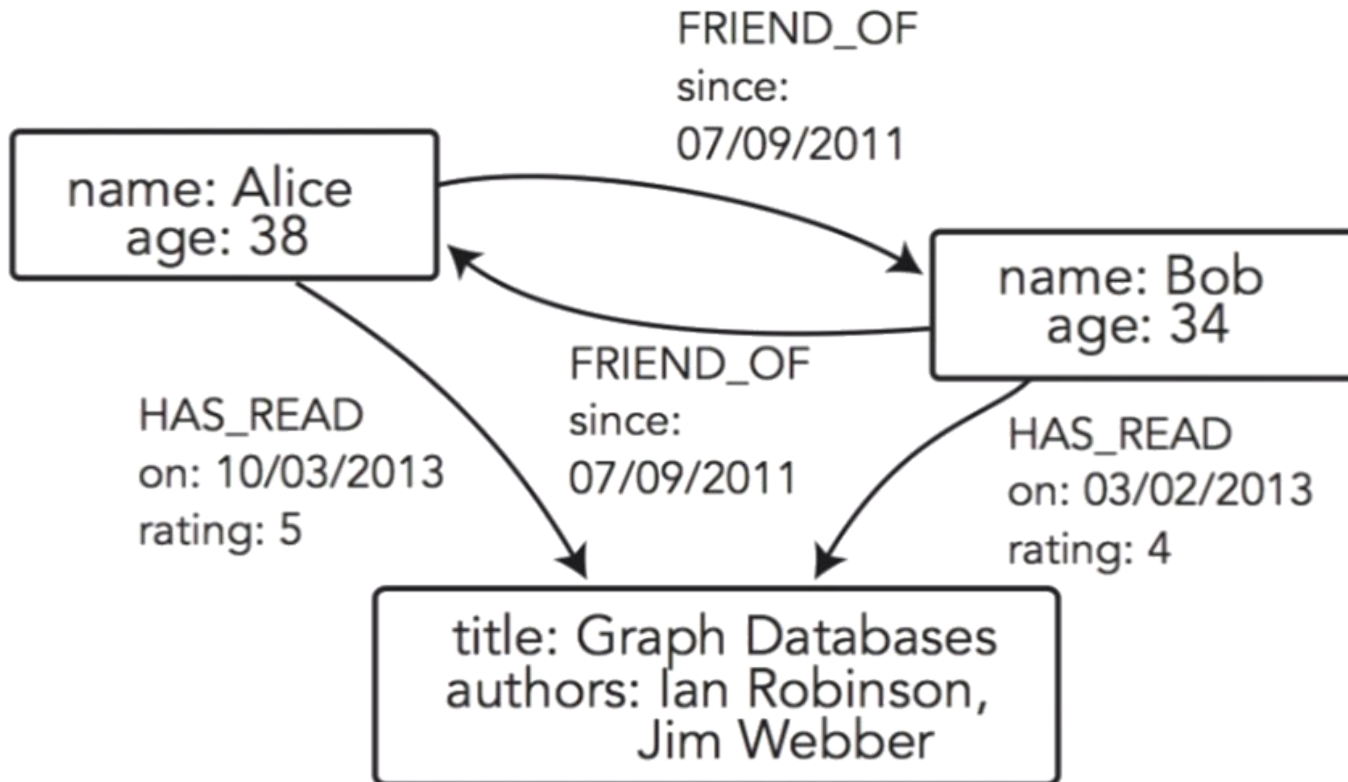 FRIEND_OF
since:
07/09/2011
name: Alice
age: 38
name: Bob
age: 34
FRIEND_OF
since:
07/09/2011
HAS_READ
on: 10/03/2013
rating: 5
HAS_READ
on: 03/02/2013
rating: 4
title: Graph Databases
authors: Ian Robinson,
Jim Webber